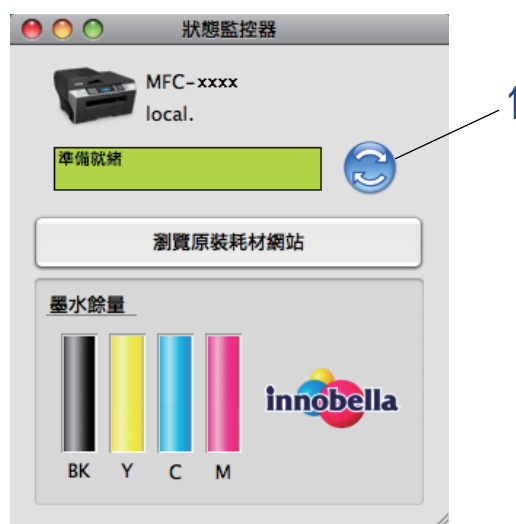 狀態監控器
MFC-xxxx
local.
準備就緒
1
瀏覽原裝耗材網站
墨水餘量
innobella
BK Y C M